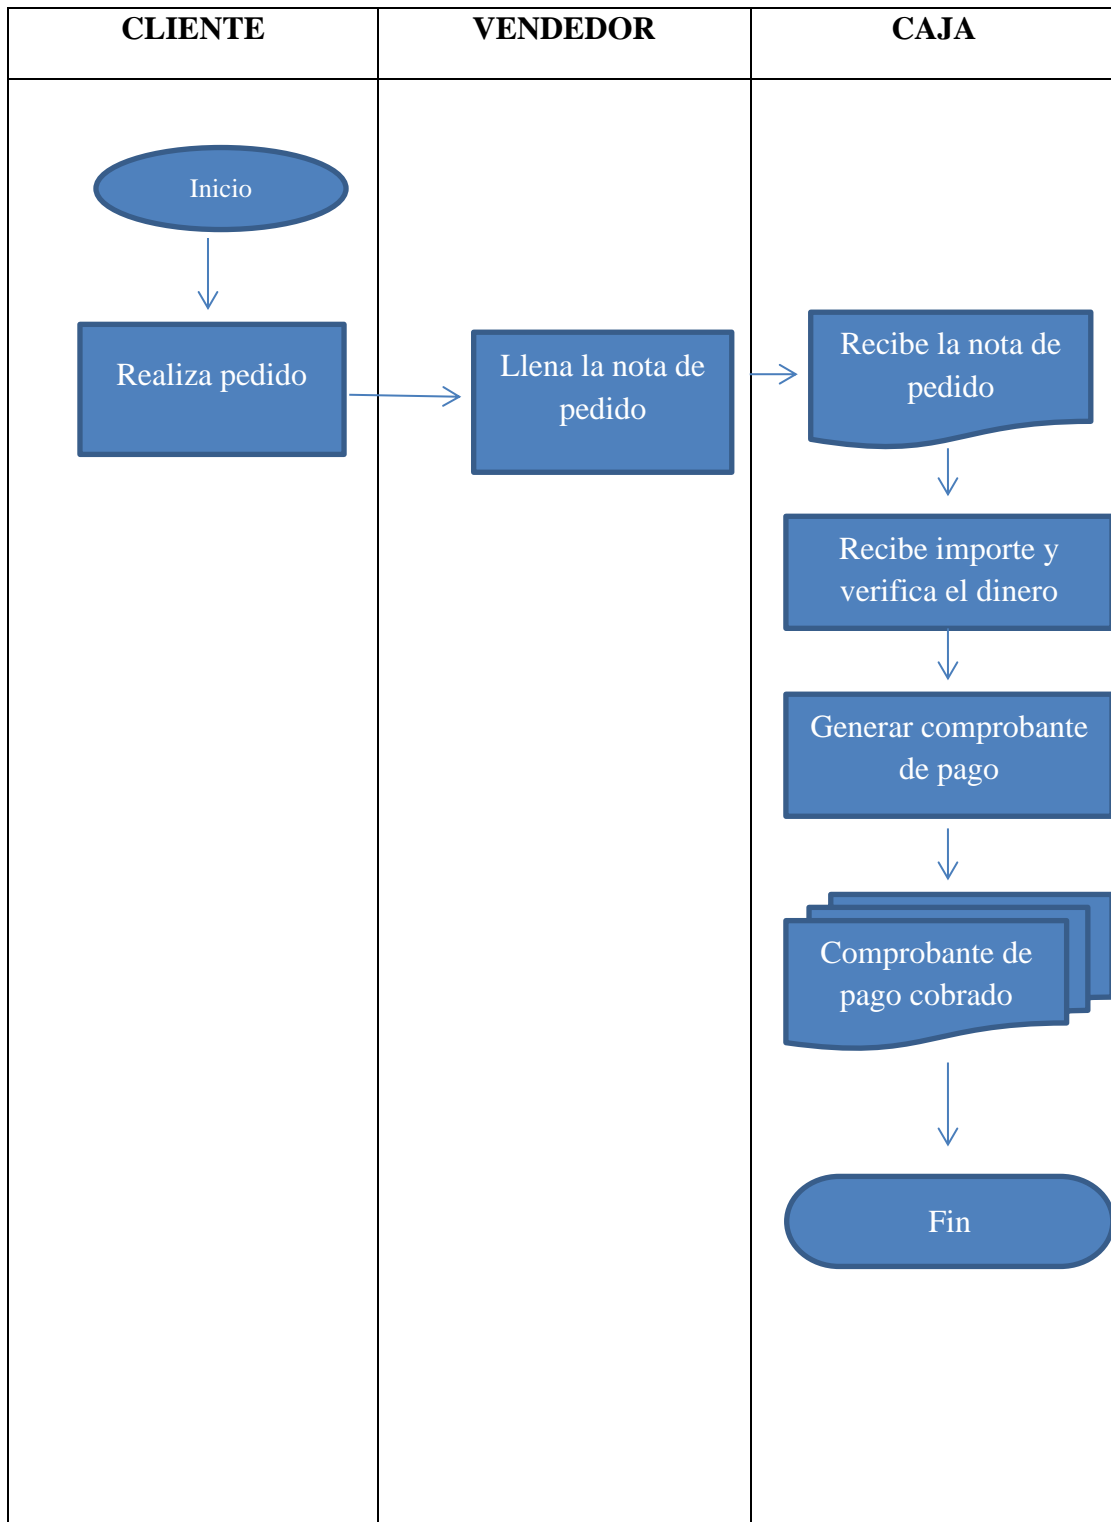 CLIENTE
VENDEDOR
CAJA
Inicio
Realiza pedido
Llena la nota de
pedido
Recibe la nota de
pedido
Recibe importe y
verifica el dinero
Generar comprobante
de pago
Comprobante de
pago cobrado
Fin